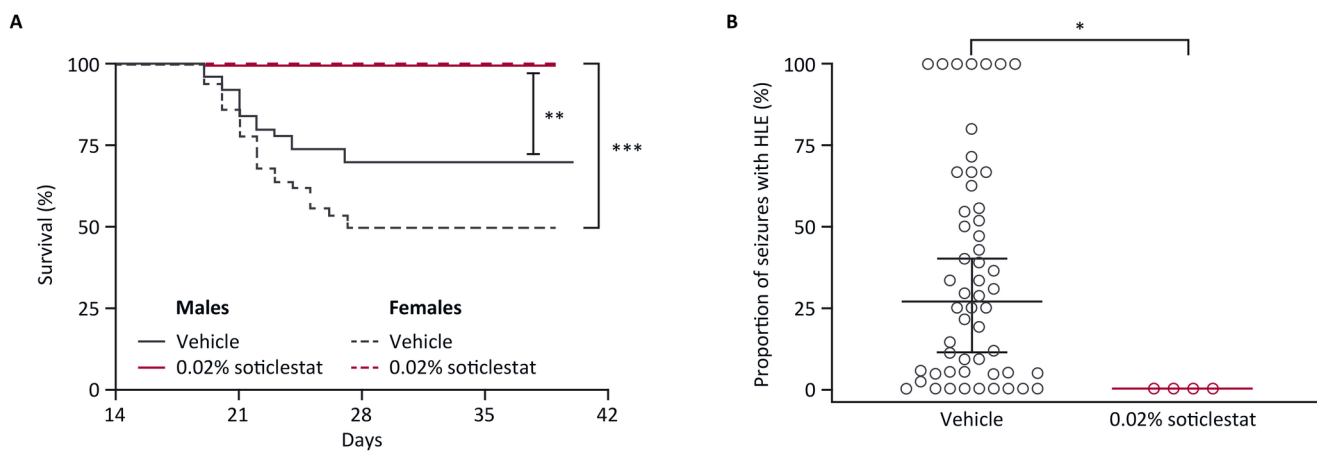 A
Survival (%)
100
75
50
25
0
14 21 28 35 42
Days
**
***
Males Females
Vehicle Vehicle
0.02% soticlestat 0.02% soticlestat
B
Proportion of seizures with HLE (%)
100
75
50
25
0
*
Vehicle 0.02% soticlestat